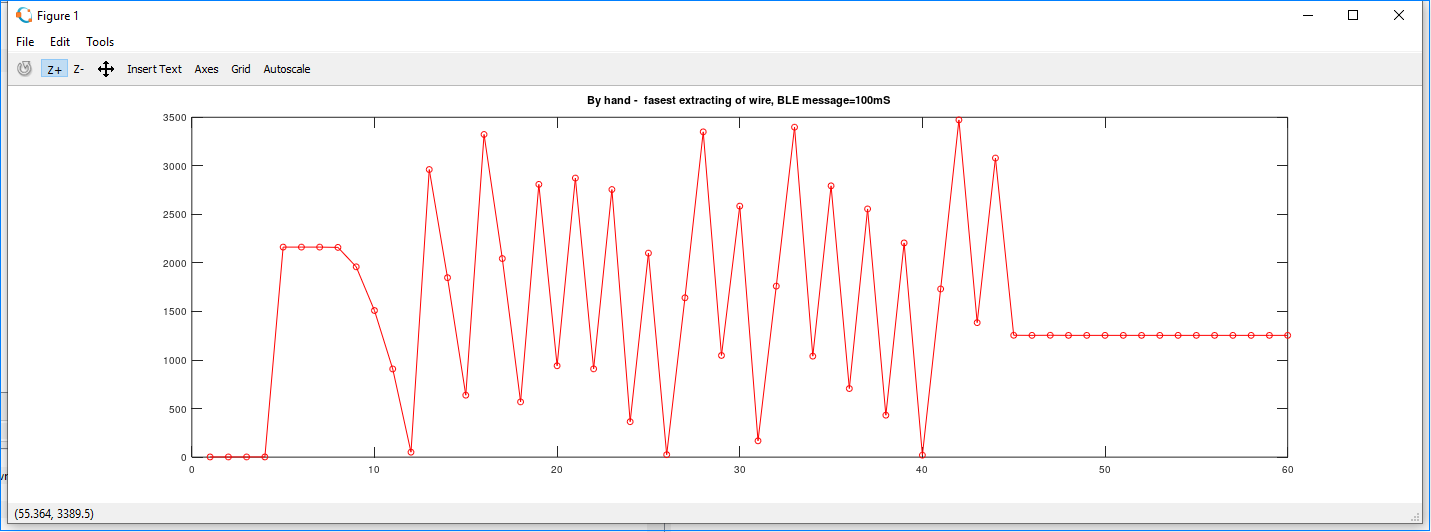 Figure 1
File Edit Tools
Z+ Z- Insert Text Axes Grid Autoscale
By hand - fasest extracting of wire, BLE message=100mS
3500
3000
2500
2000
1500
1000
500
0
0 10 20 30 40 50 60
(55.364, 3389.5)